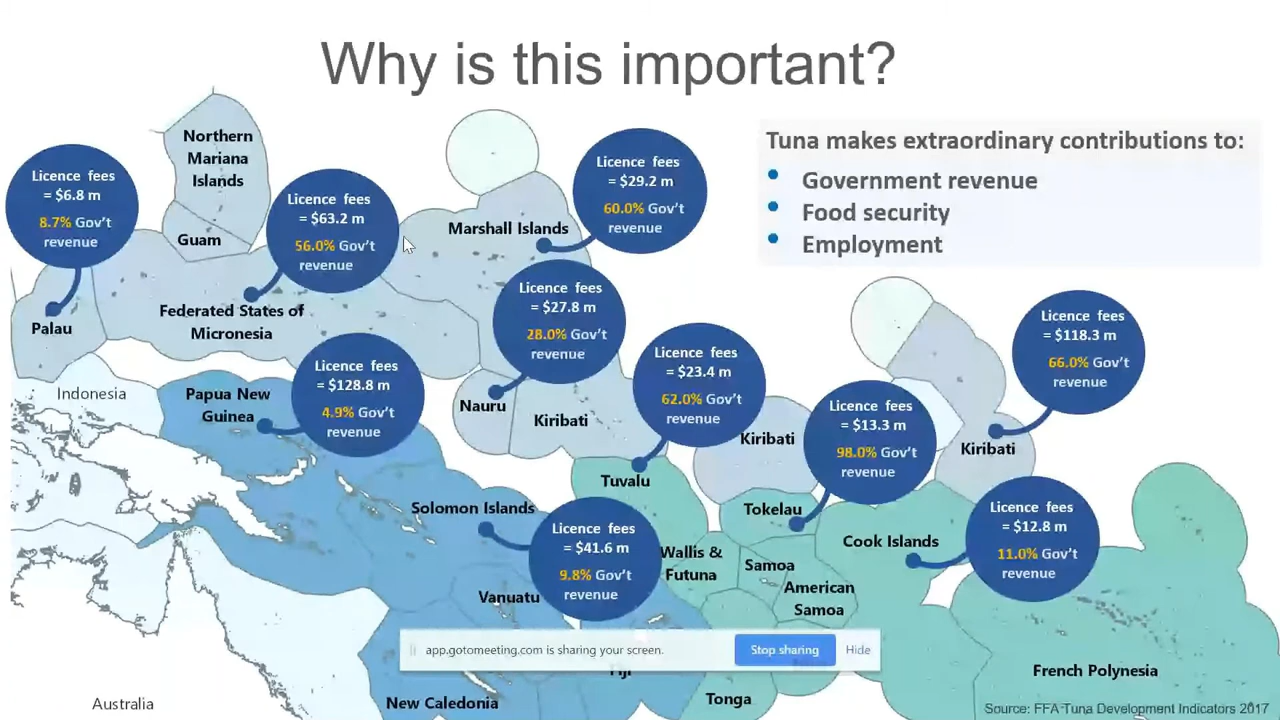 Why is this important?
Tuna makes extraordinary contributions to:
• Government revenue
• Food security
• Employment
Northern
Mariana
Islands
Guam
Licence fees
= $6.8 m
8.7% Gov't
revenue
Palau
Licence fees
= $63.2 m
56.0% Gov't
revenue
Federated States of
Micronesia
Licence fees
= $29.2 m
60.0% Gov't
revenue
Marshall Islands
Licence fees
= $27.8 m
28.0% Gov't
revenue
Nauru
Kiribati
Licence fees
= $128.8 m
4.9% Gov't
revenue
Indonesia
Papua New
Guinea
Licence fees
= $23.4 m
62.0% Gov't
revenue
Tuvalu
Kiribati
Licence fees
= $13.3 m
98.0% Gov't
revenue
Tokelau
Licence fees
= $118.3 m
66.0% Gov't
revenue
Kiribati
Licence fees
= $41.6 m
9.8% Gov't
revenue
Solomon Islands
Licence fees
= $12.8 m
11.0% Gov't
revenue
Cook Islands
Wallis &
Futuna
Samoa
American
Samoa
Vanuatu
app.gotomeeting.com is sharing your screen.
Stop sharing
Hide
Fiji
French Polynesia
Tonga
New Caledonia
Australia
Source: FFA Tuna Development Indicators 2017